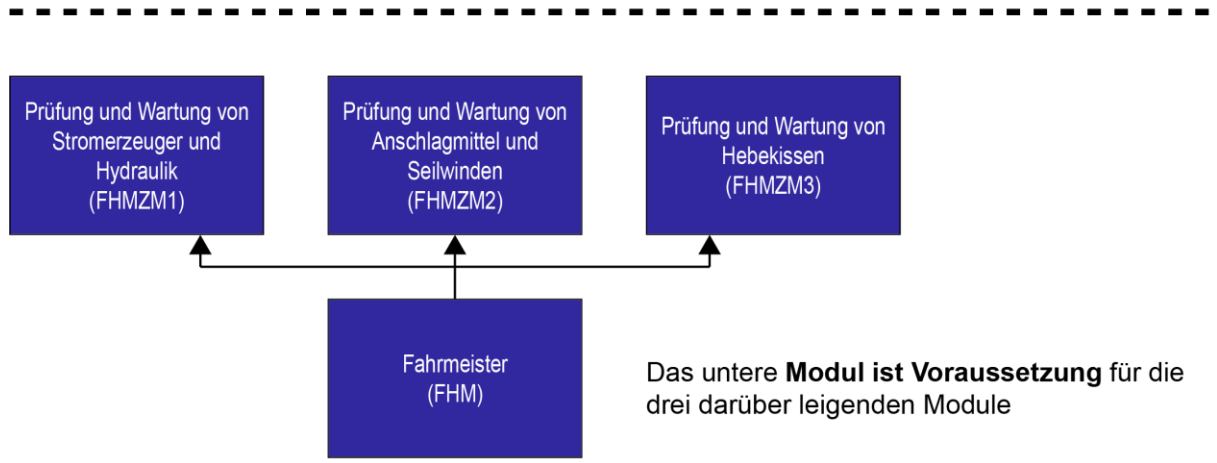 Prüfung und Wartung von
Stromerzeuger und
Hydraulik
(FHMZM1)
Prüfung und Wartung von
Anschlagmittel und
Seilwinden
(FHMZM2)
Prüfung und Wartung von
Hebekissen
(FHMZM3)
Fahrmeister
(FHM)
Das untere Modul ist Voraussetzung für die
drei darüber leigenden Module